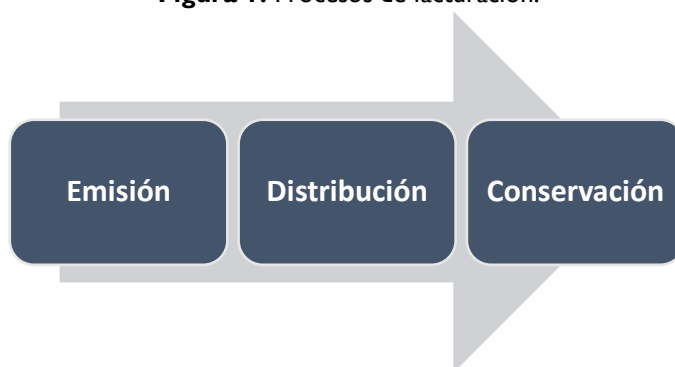 Figura 1. Procesos de facturación.
Emisión
Distribución
Conservación